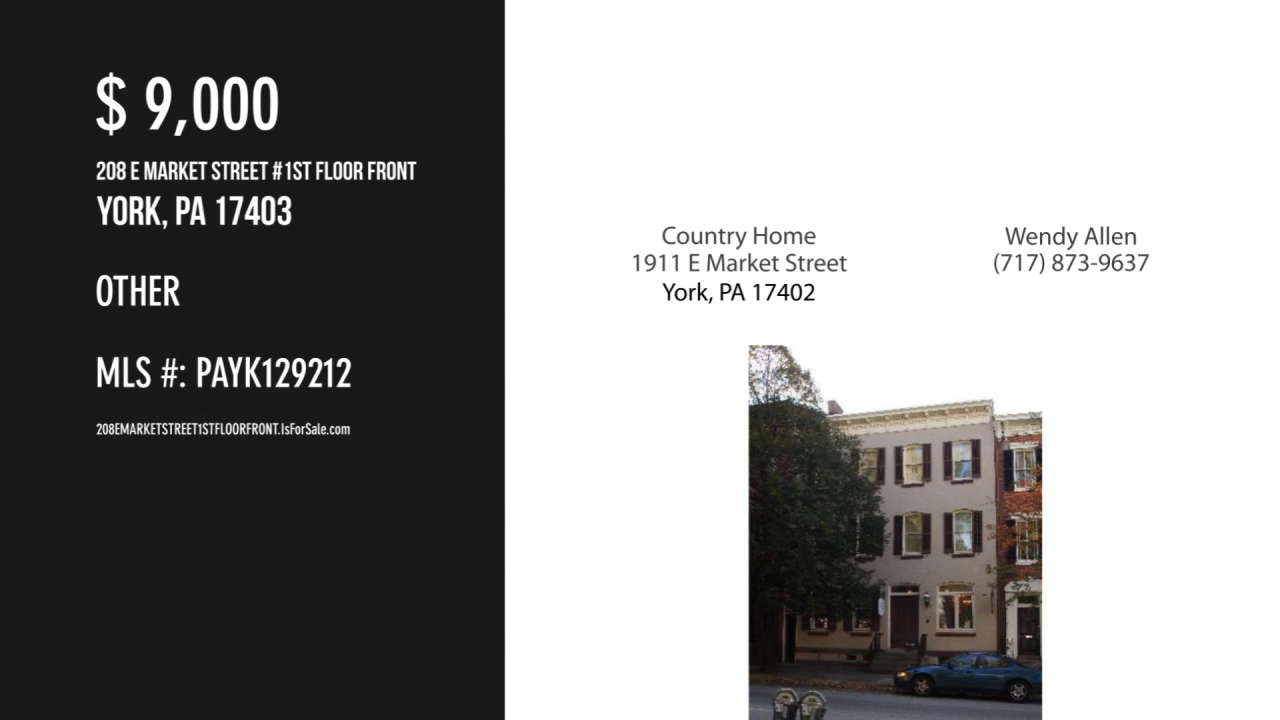 $ 9,000
208 E MARKET STREET #1ST FLOOR FRONT
YORK, PA 17403
OTHER
MLS #: PAYK129212
208EMARKETSTREET1STFLOORFRONT.IsForSale.com
Country Home
1911 E Market Street
York, PA 17402
Wendy Allen
(717) 873-9637